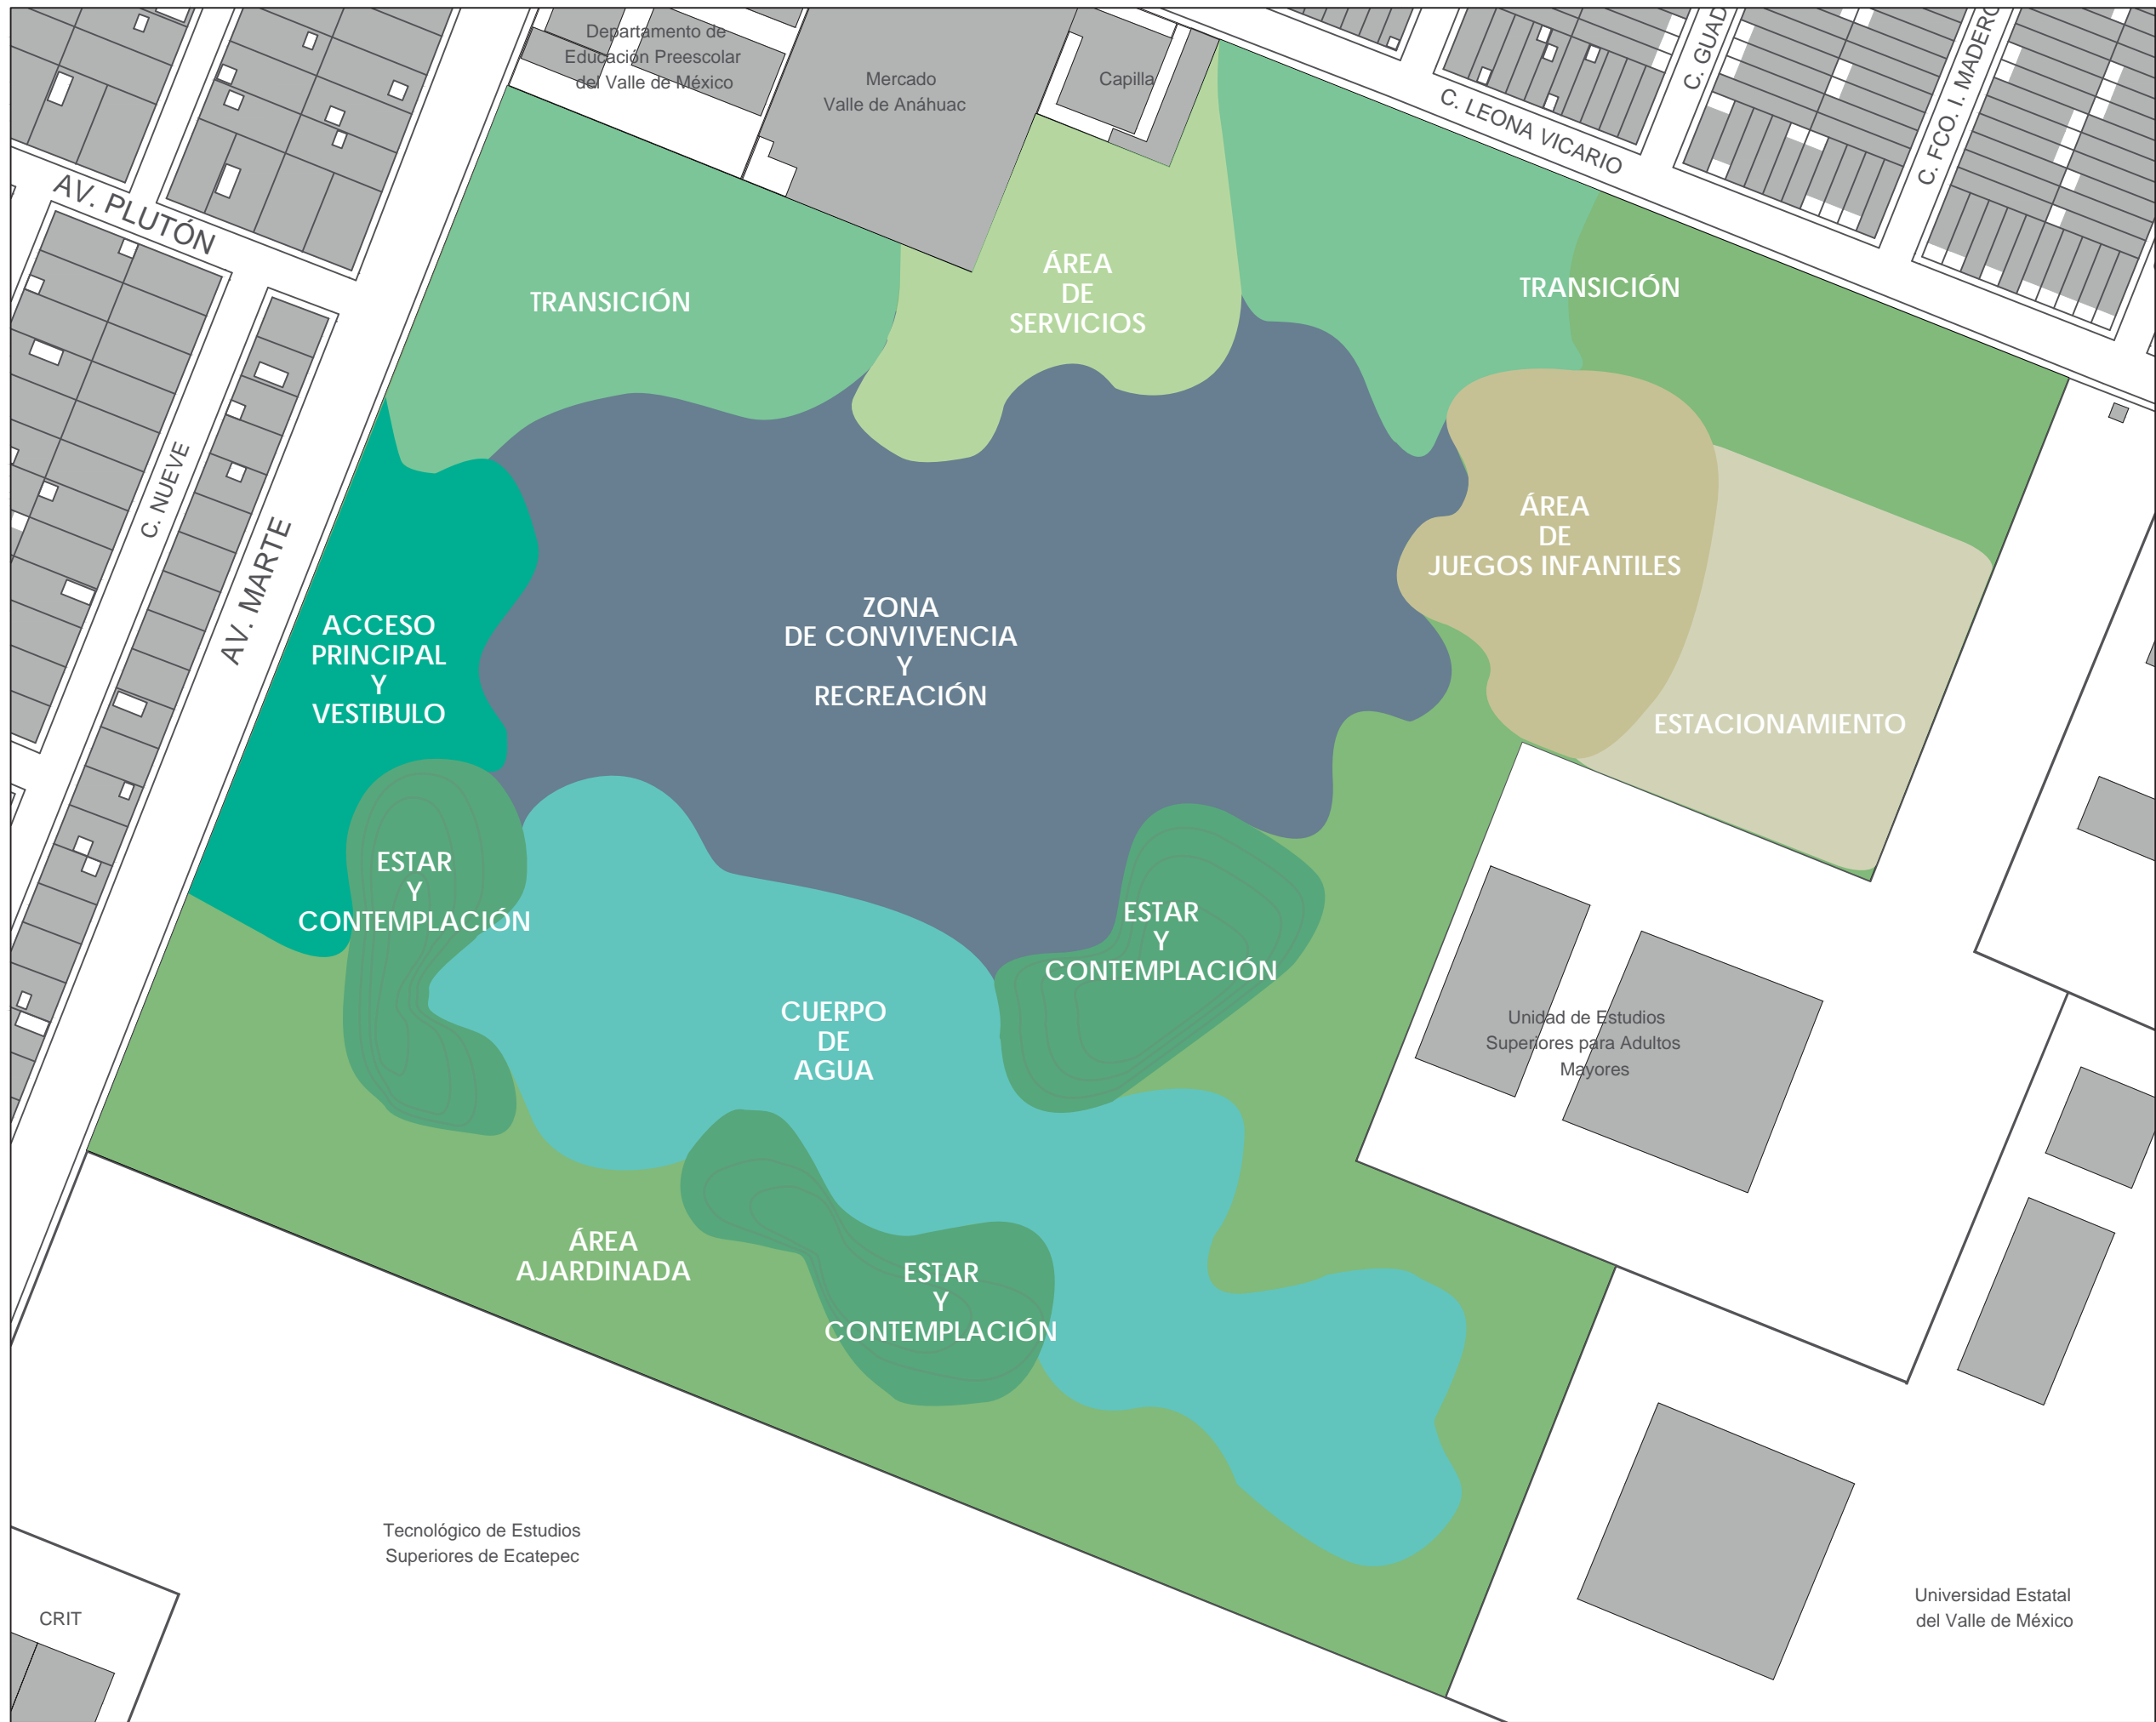 Departamento de
Educación Preescolar
del Valle de México
Mercado
Valle de Anáhuac
Capilla
C. LEONA VICARIO
C. GUAD
C. FCO. I. MADERO
AV. PLUTÓN
C. NUEVE
AV. MARTE
TRANSICIÓN
ÁREA
DE
SERVICIOS
TRANSICIÓN
ÁREA
DE
JUEGOS INFANTILES
ACCESO
PRINCIPAL
Y
VESTIBULO
ZONA
DE CONVIVENCIA
Y
RECREACIÓN
ESTACIONAMIENTO
ESTAR
Y
CONTEMPLACIÓN
ESTAR
Y
CONTEMPLACIÓN
CUERPO
DE
AGUA
Unidad de Estudios
Superiores para Adultos
Mayores
ÁREA
AJARDINADA
ESTAR
Y
CONTEMPLACIÓN
Tecnológico de Estudios
Superiores de Ecatepec
CRIT
Universidad Estatal
del Valle de México